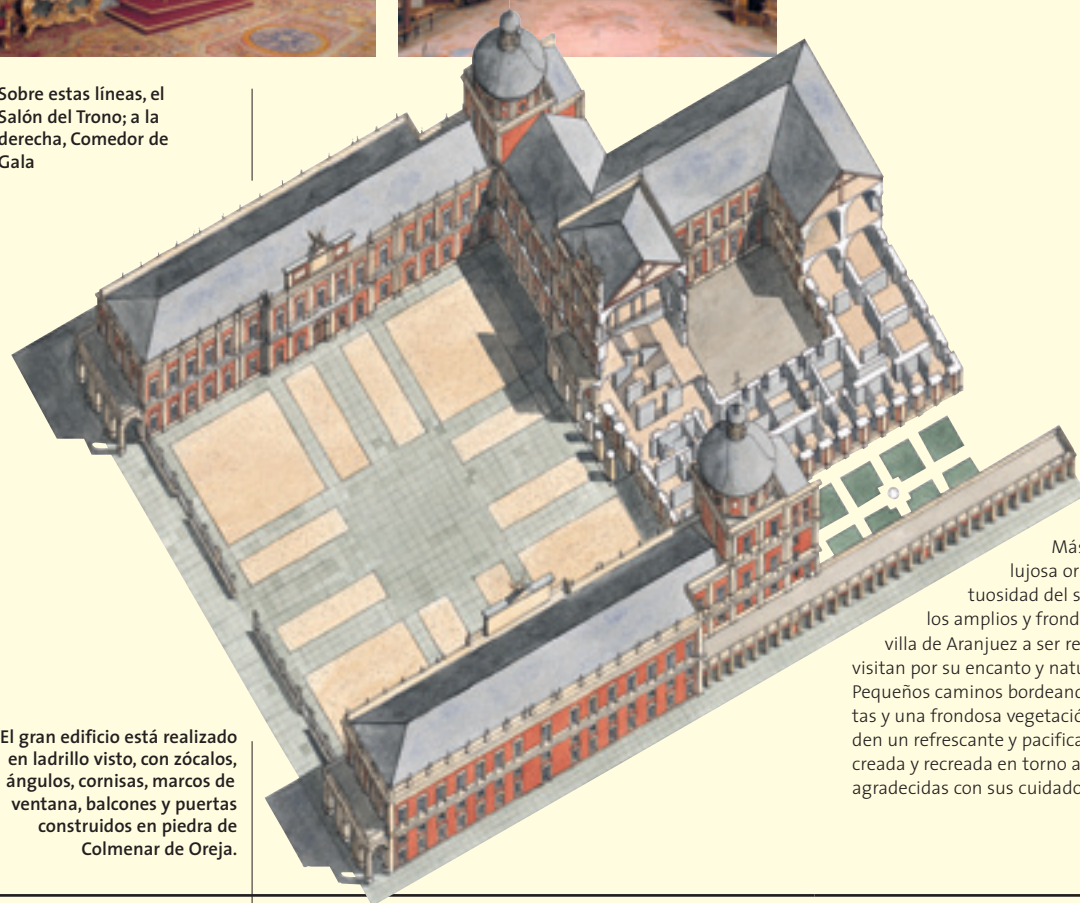 Sobre estas líneas, el
Salón del Trono; a la
derecha, Comedor de
Gala
El gran edificio está realizado
en ladrillo visto, con zócalos,
ángulos, cornisas, marcos de
ventana, balcones y puertas
construidos en piedra de
Colmenar de Oreja.
Más
lujosa or
tuosidad del s
los amplios y frond
villa de Aranjuez a ser re
visitan por su encanto y natu
Pequeños caminos bordeand
tas y una frondosa vegetació
den un refrescante y pacifica
creada y recreada en torno a
agradecidas con sus cuidado